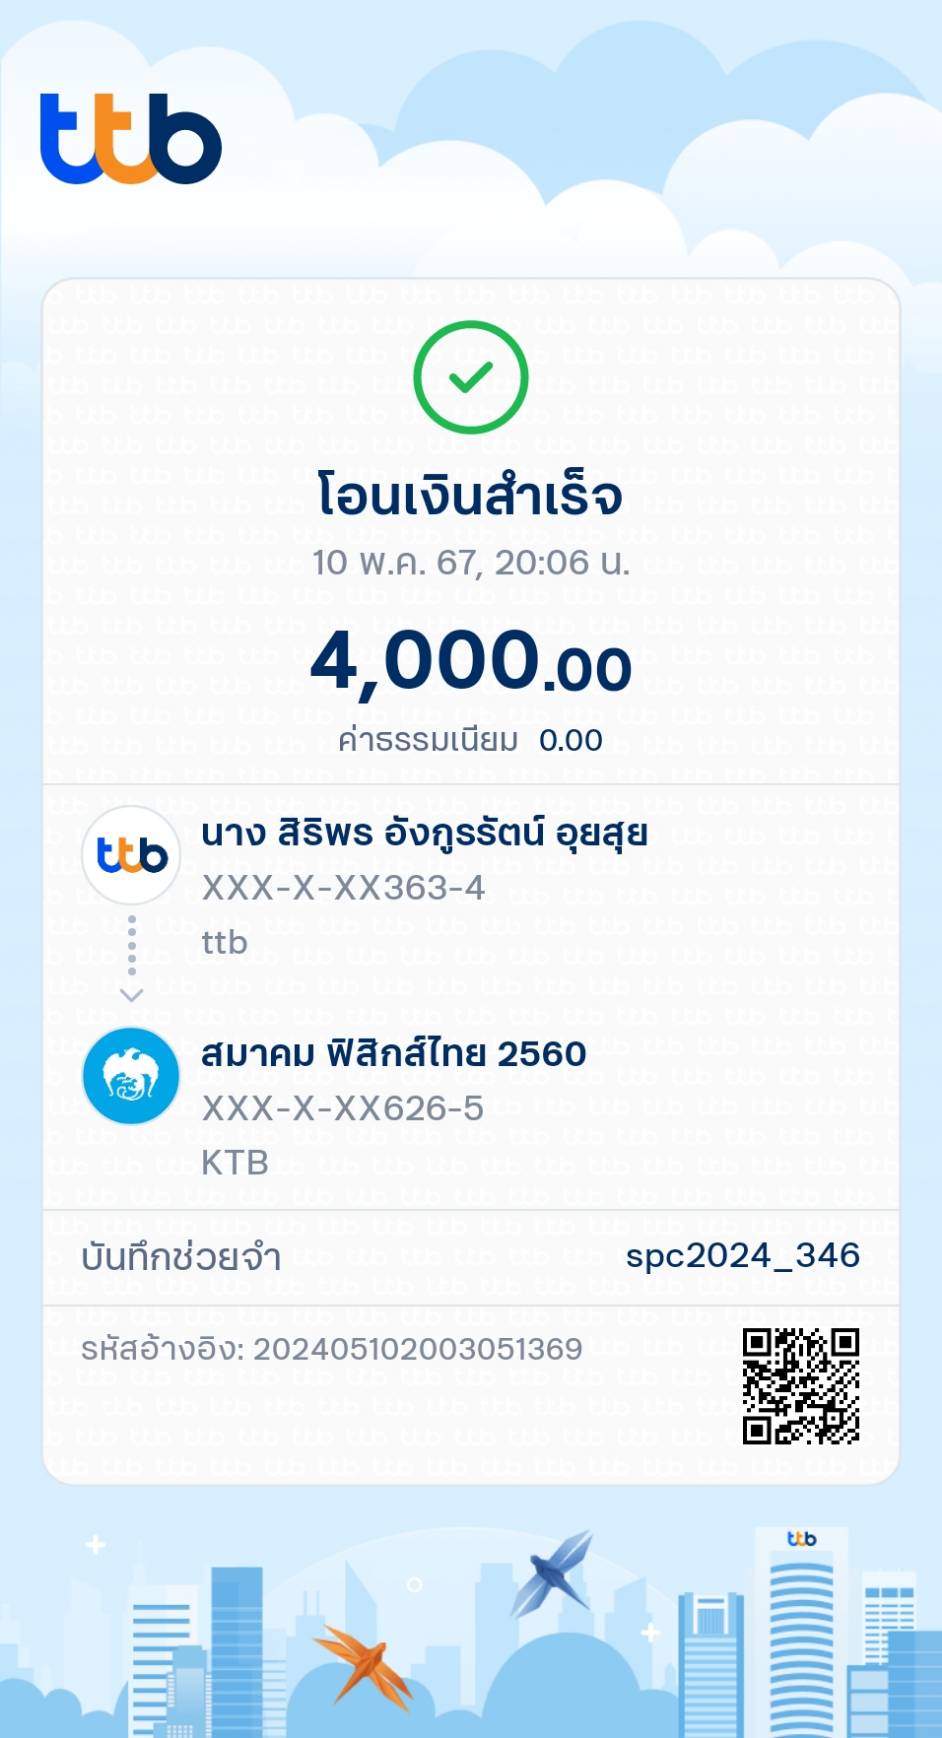 ttb
โอนเงินสำเร็จ
10 พ.ค. 67, 20:06 น.
4,000.00
ค่าธรรมเนียม 0.00
ttb
นาง สิริพร อังกูรรัตน์ อุยสุย
XXX-X-XX363-4
ttb
สมาคม ฟิสิกส์ไทย 2560
XXX-X-XX626-5
KTB
บันทึกช่วยจำ spc2024_346
รหัสอ้างอิง: 202405102003051369
ttb